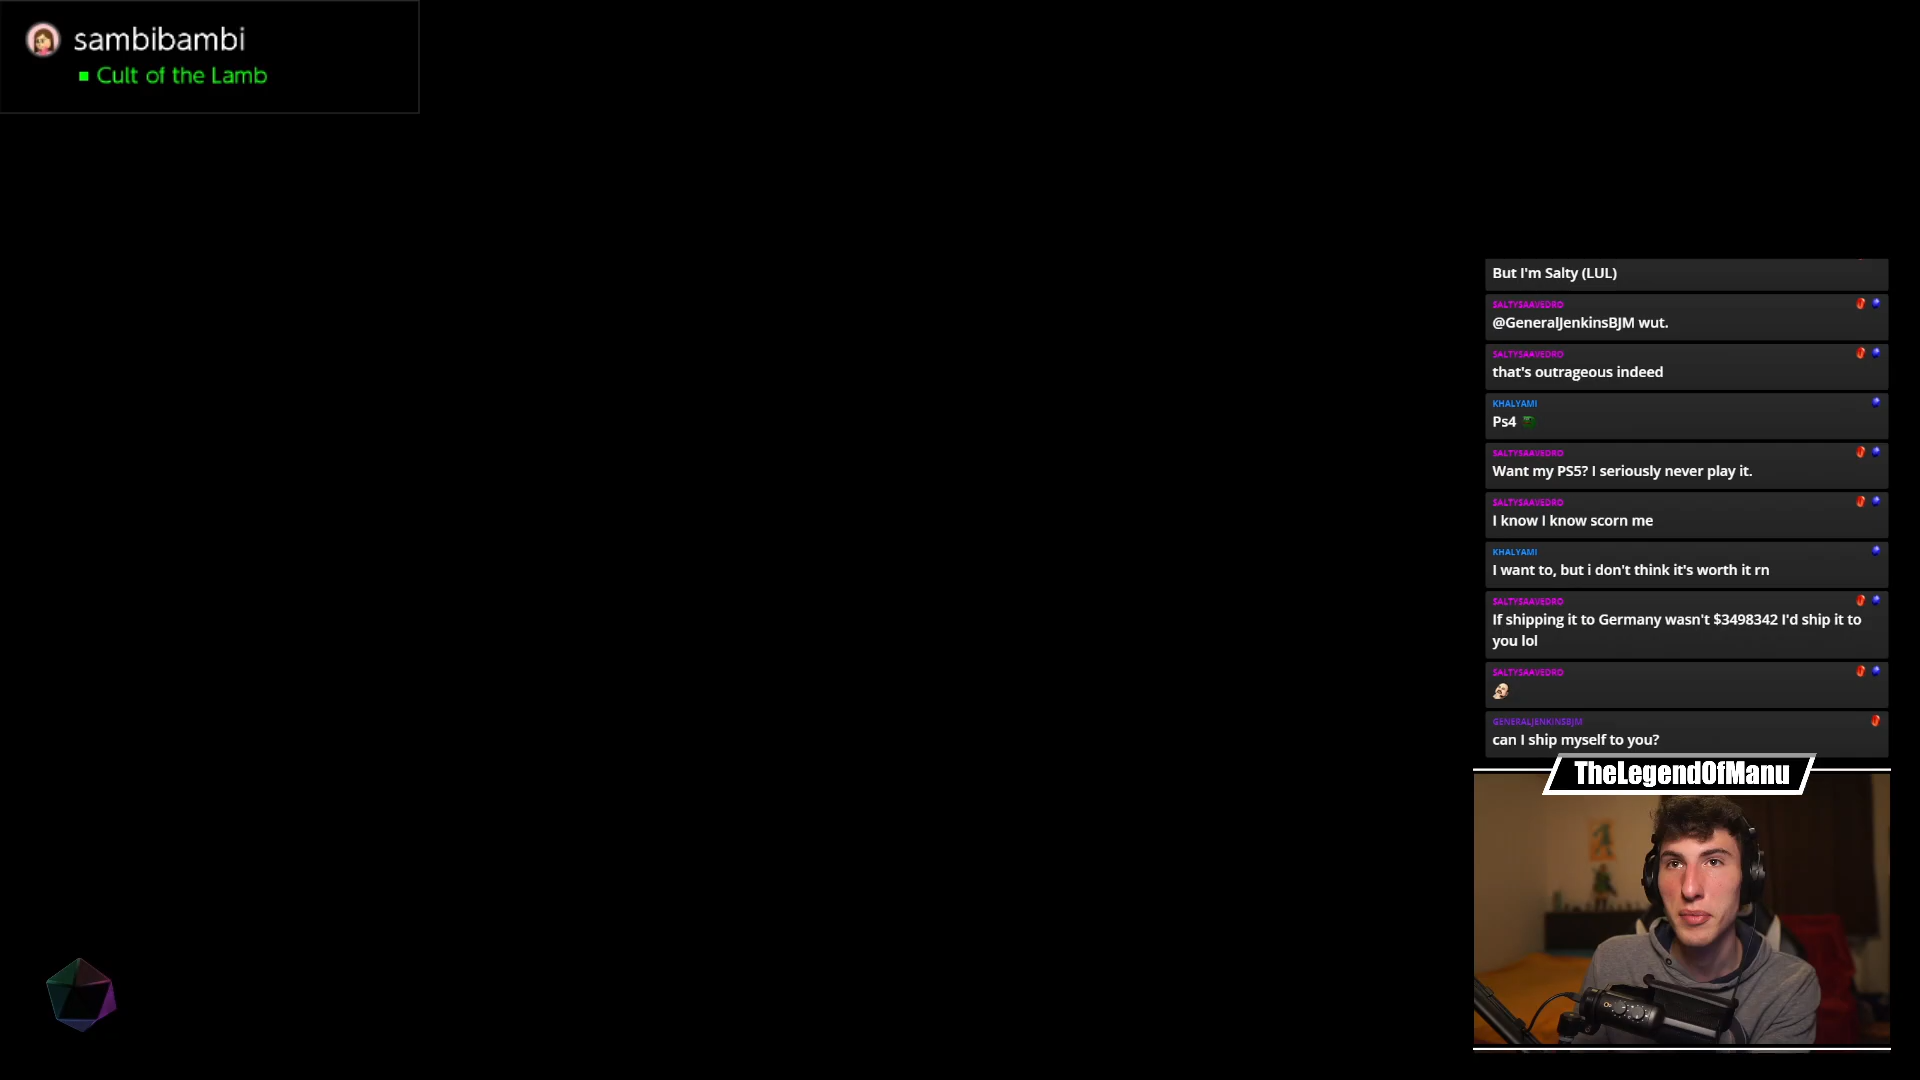 sambibambi
Cult of the Lamb
But I'm Salty (LUL)
SALTYSAAVEDRO
@GeneralJenkinsBJM wut.
SALTYSAAVEDRO
that's outrageous indeed
KHALYAMI
Ps4
SALTYSAAVEDRO
Want my PS5? I seriously never play it.
SALTYSAAVEDRO
I know I know scorn me
KHALYAMI
I want to, but i don't think it's worth it rn
SALTYSAAVEDRO
If shipping it to Germany wasn't $3498342 I'd ship it to
you lol
SALTYSAAVEDRO
GENERALJENKINSBJM
can I ship myself to you?
TheLegendOfManu